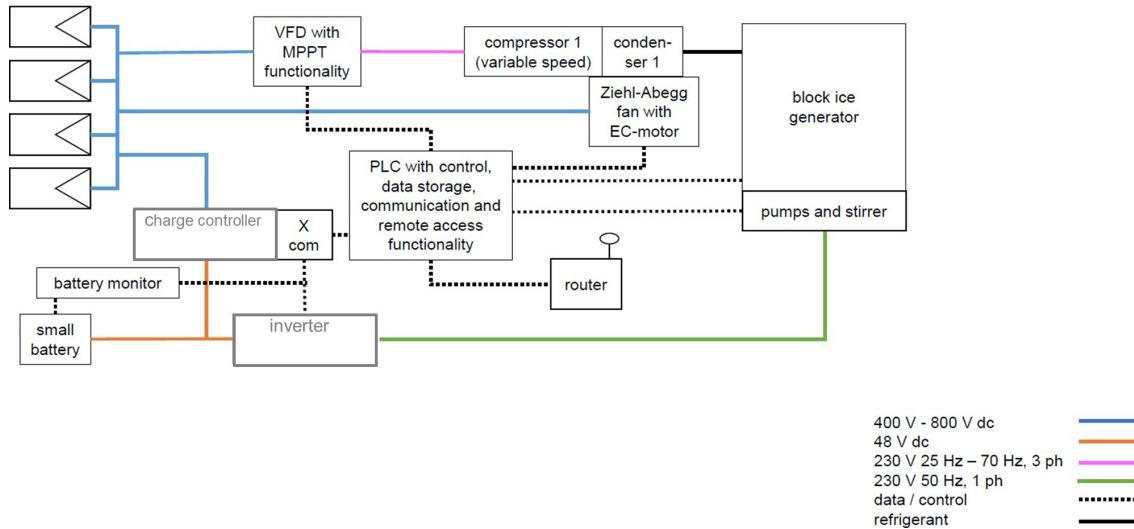 VFD with
MPPT
functionality
compressor 1
(variable speed)
conden-
ser 1
Ziehl-Abegg
fan with
EC-motor
block ice
generator
PLC with control,
data storage,
communication and
remote access
functionality
pumps and stirrer
charge controller
X
com
battery monitor
router
small
battery
inverter
400 V - 800 V dc
48 V dc
230 V 25 Hz – 70 Hz, 3 ph
230 V 50 Hz, 1 ph
data / control
refrigerant